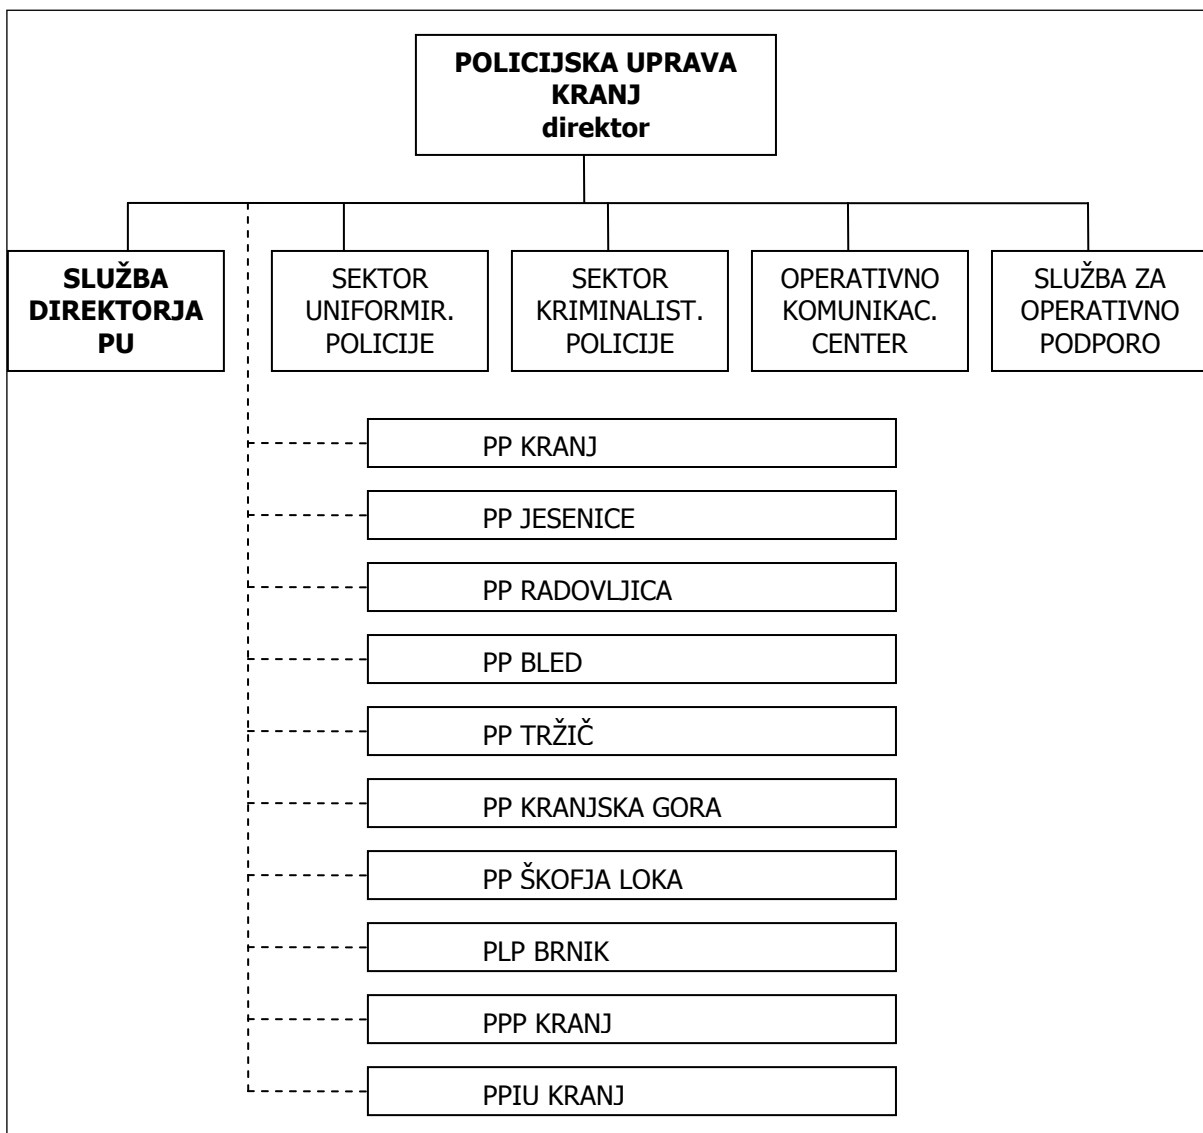 POLICIJSKA UPRAVA
KRANJ
direktor
SLUŽBA
DIREKTORJA
PU
SEKTOR
UNIFORMIR.
POLICIJE
SEKTOR
KRIMINALIST.
POLICIJE
OPERATIVNO
KOMUNIKAC.
CENTER
SLUŽBA ZA
OPERATIVNO
PODPORO
PP KRANJ
PP JESENICE
PP RADOVLJICA
PP BLED
PP TRŽIČ
PP KRANJSKA GORA
PP ŠKOFJA LOKA
PLP BRNIK
PPP KRANJ
PPIU KRANJ